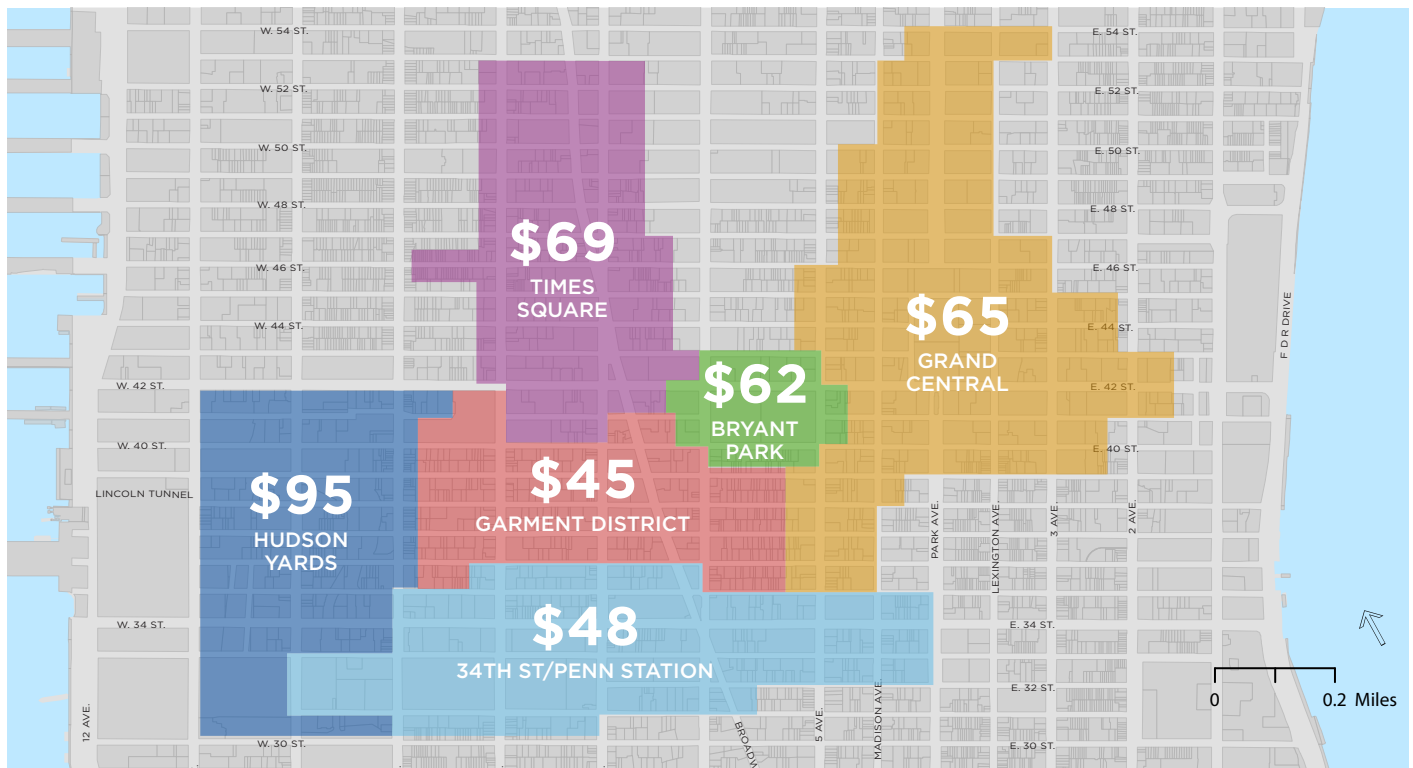 W. 54 ST.
E. 54 ST.
W. 52 ST.
E. 52 ST.
W. 50 ST.
E. 50 ST.
W. 48 ST.
E. 48 ST.
$69
TIMES
SQUARE
W. 46 ST.
E. 46 ST.
W. 44 ST.
E. 44 ST.
$65
GRAND
CENTRAL
F D R DRIVE
W. 42 ST.
E. 42 ST.
$62
BRYANT
PARK
W. 40 ST.
E. 40 ST.
LINCOLN TUNNEL
$95
HUDSON
YARDS
$45
GARMENT DISTRICT
PARK AVE.
LEXINGTON AVE.
3 AVE.
2 AVE.
W. 34 ST.
E. 34 ST.
$48
34TH ST/PENN STATION
E. 32 ST.
0
0.2 Miles
12 AVE.
W. 30 ST.
BROADW
5 AVE.
MADISON AVE.
E. 30 ST.